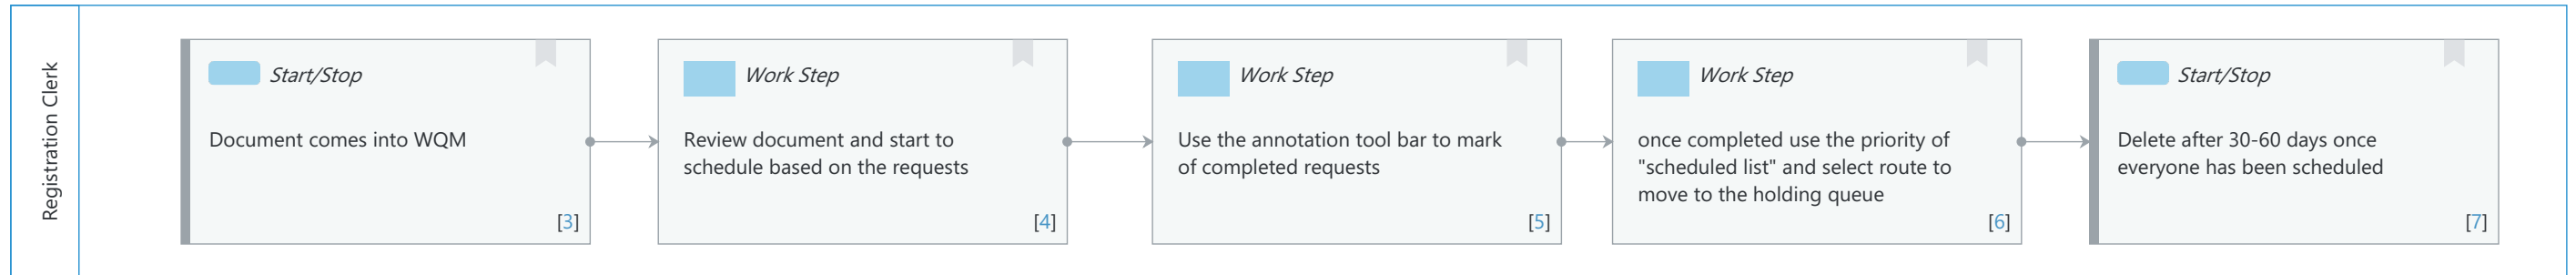 Registration Clerk
Start/Stop
Document comes into WQM
[3]
Work Step
Review document and start to
schedule based on the requests
[4]
Work Step
Use the annotation tool bar to mark
of completed requests
[5]
Work Step
once completed use the priority of
"scheduled list" and select route to
move to the holding queue
[6]
Start/Stop
Delete after 30-60 days once
everyone has been scheduled
[7]